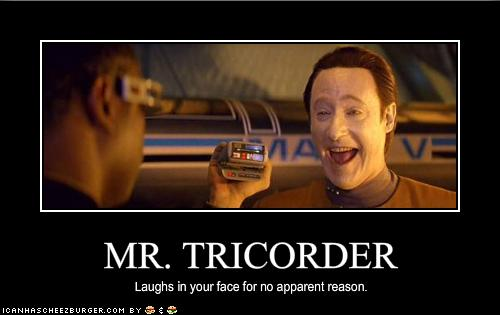 MR. TRICORDER
Laughs in your face for no apparent reason.
ICANHASCHEEZBURGER.COM BY &